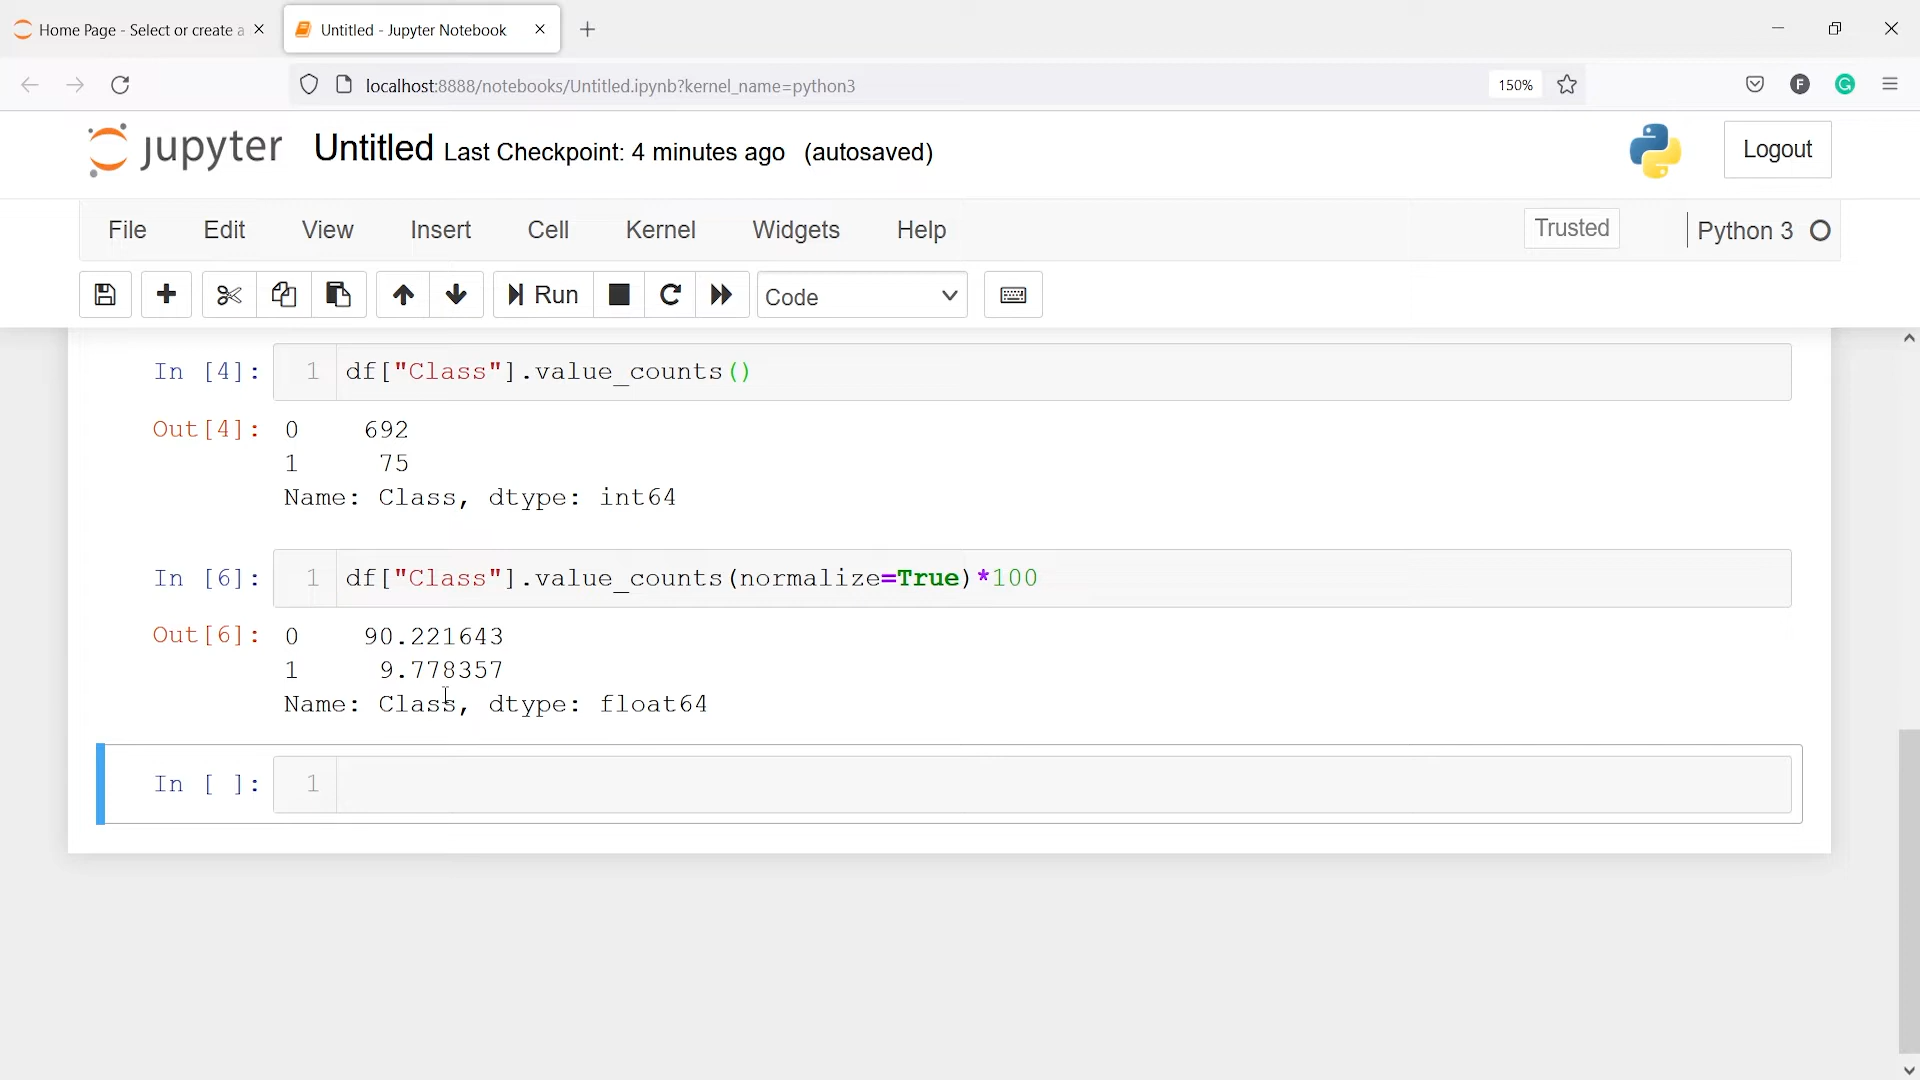 Home Page - Select or create a
Untitled - Jupyter Notebook
localhost:8888/notebooks/Untitled.ipynb?kernel_name=python3
150%
F
G
jupyter
Untitled Last Checkpoint: 4 minutes ago (autosaved)
Logout
File Edit View Insert Cell Kernel Widgets Help
Trusted
Python 3
Run
Code
In [4]: 1 df["Class"].value_counts()
Out[4]: 0 692
1 75
Name: Class, dtype: int64
In [6]: 1 df["Class"].value_counts(normalize=True)*100
Out[6]: 0 90.221643
1 9.778357
Name: Class, dtype: float64
In [ ]: 1